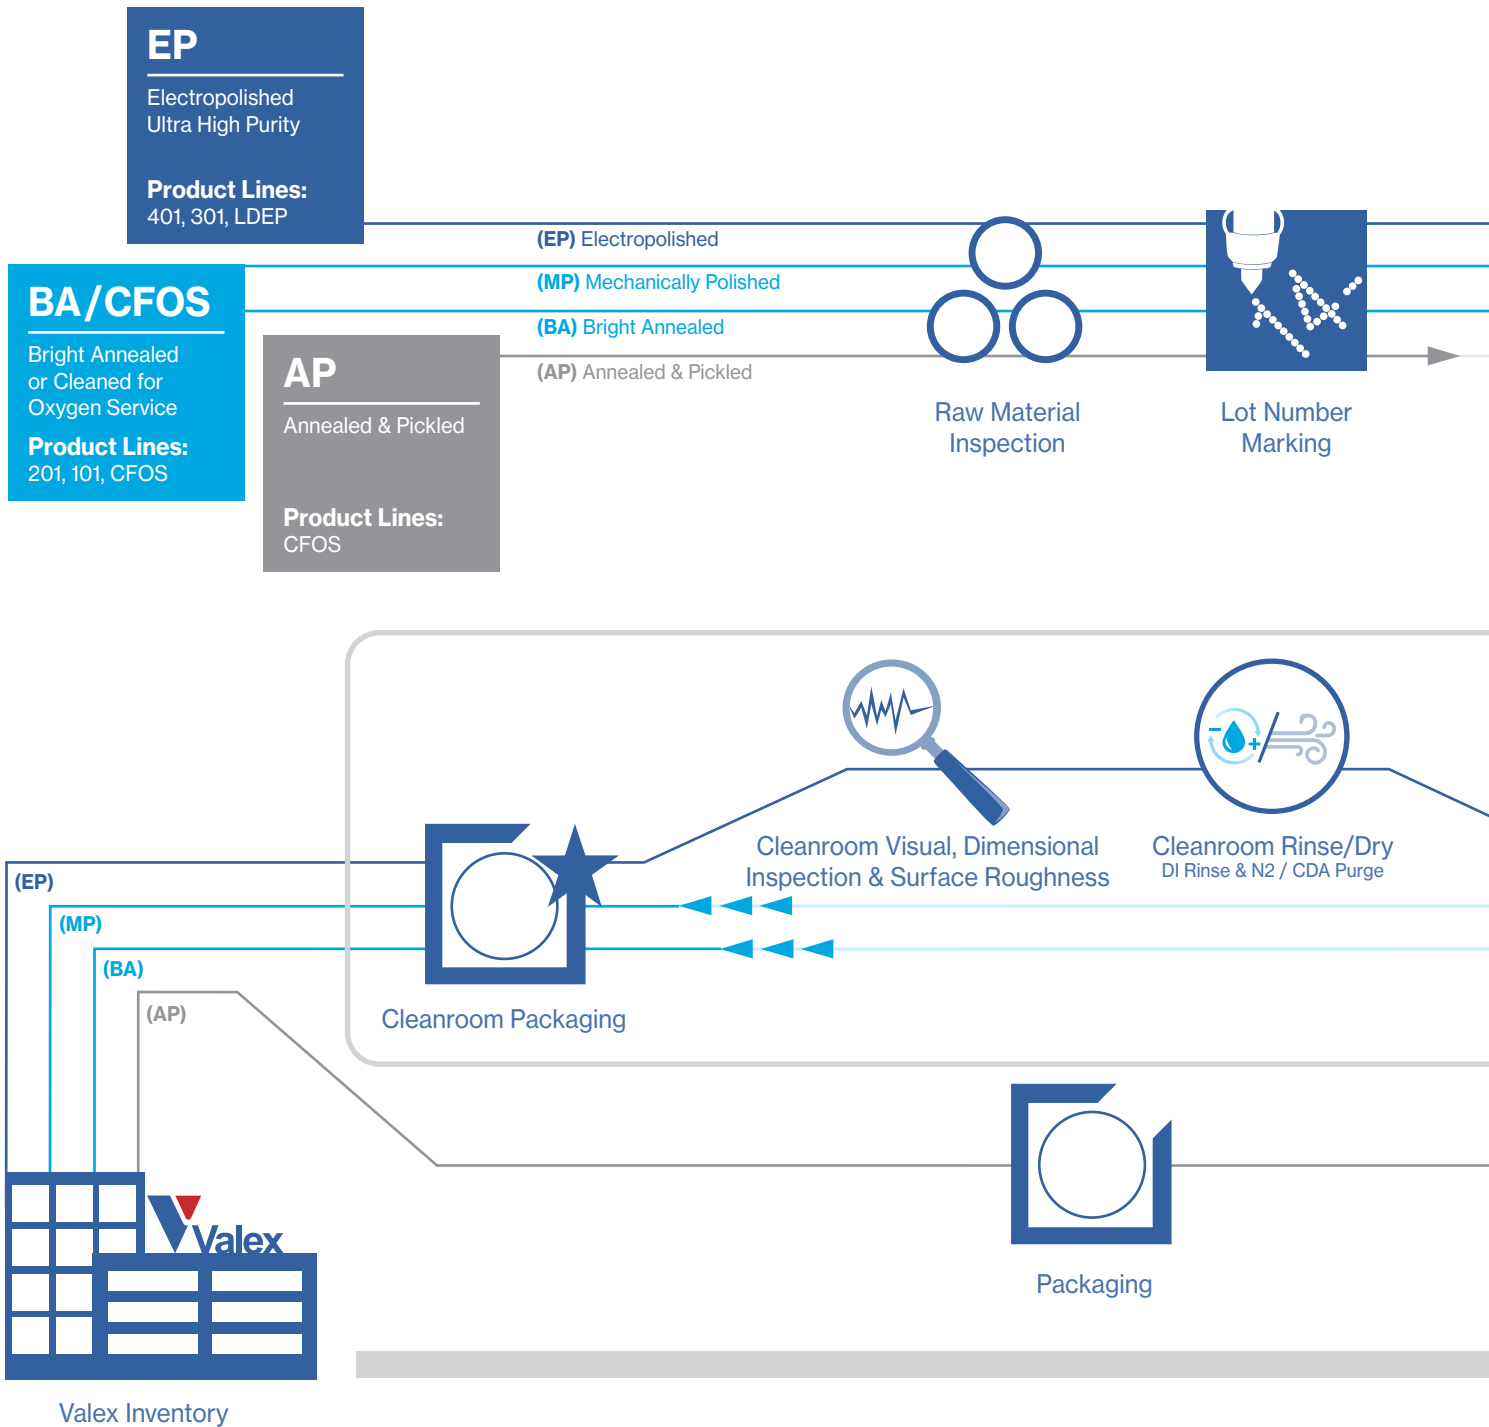 EP
Electropolished
Ultra High Purity
Product Lines:
401, 301, LDEP
BA/CFOS
Bright Annealed
or Cleaned for
Oxygen Service
Product Lines:
201, 101, CFOS
AP
Annealed & Pickled
Product Lines:
CFOS
(EP) Electropolished
(MP) Mechanically Polished
(BA) Bright Annealed
(AP) Annealed & Pickled
Raw Material
Inspection
Lot Number
Marking
Cleanroom Visual, Dimensional
Inspection & Surface Roughness
Cleanroom Rinse/Dry
DI Rinse & N2 / CDA Purge
(EP)
(MP)
(BA)
(AP)
Cleanroom Packaging
Packaging
Valex
Valex Inventory